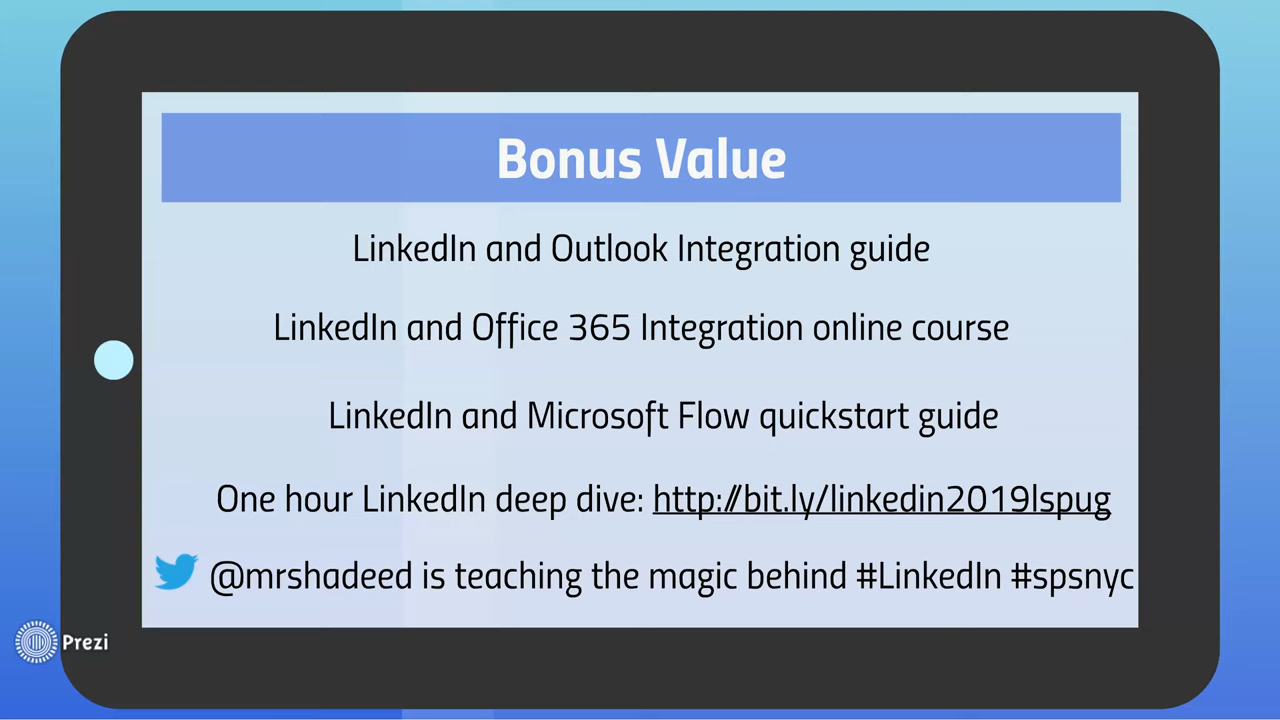 Bonus Value
LinkedIn and Outlook Integration guide
LinkedIn and Office 365 Integration online course
LinkedIn and Microsoft Flow quickstart guide
One hour LinkedIn deep dive: http://bit.ly/linkedin2019lspug
@mrshadeed is teaching the magic behind #LinkedIn #spsnyc
Prezi